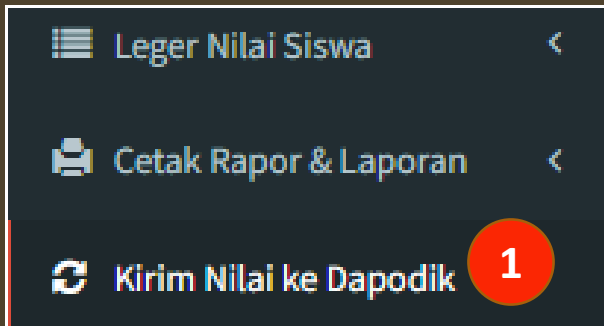 Leger Nilai Siswa
Cetak Rapor & Laporan
Kirim Nilai ke Dapodik 1